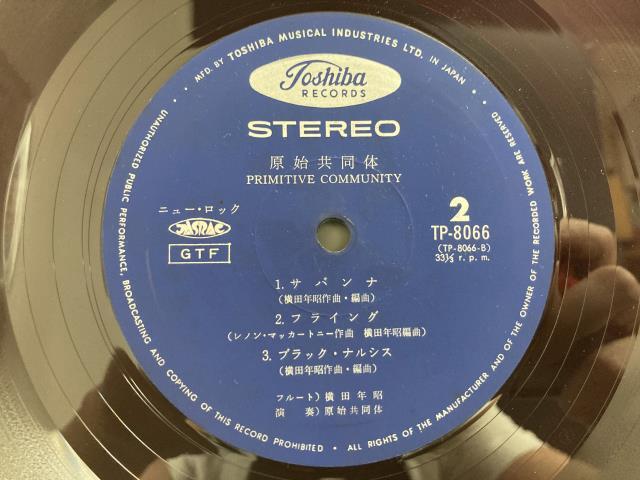 MFD. BY TOSHIBA MUSICAL INDUSTRIES LTD. IN JAPAN
Toshiba
RECORDS
STEREO
原始共同体
PRIMITIVE COMMUNITY
ニュー・ロック
JASRAC
GTF
2
TP-8066
(TP-8066-B)
33⅓ r. p. m.
1. サバンナ
(横田年昭作曲・編曲)
2. フライング
(レノン・マッカートニー作曲 横田年昭編曲)
3. ブラック・ナルシス
(横田年昭作曲・編曲)
フルート) 横田年昭
演 奏) 原始共同体
UNAUTHORIZED PUBLIC PERFORMANCE, BROADCASTING AND COPYING OF THIS RECORD PROHIBITED • ALL RIGHTS OF THE MANUFACTURER AND OF THE OWNER OF THE RECORDED WORK ARE RESERVED